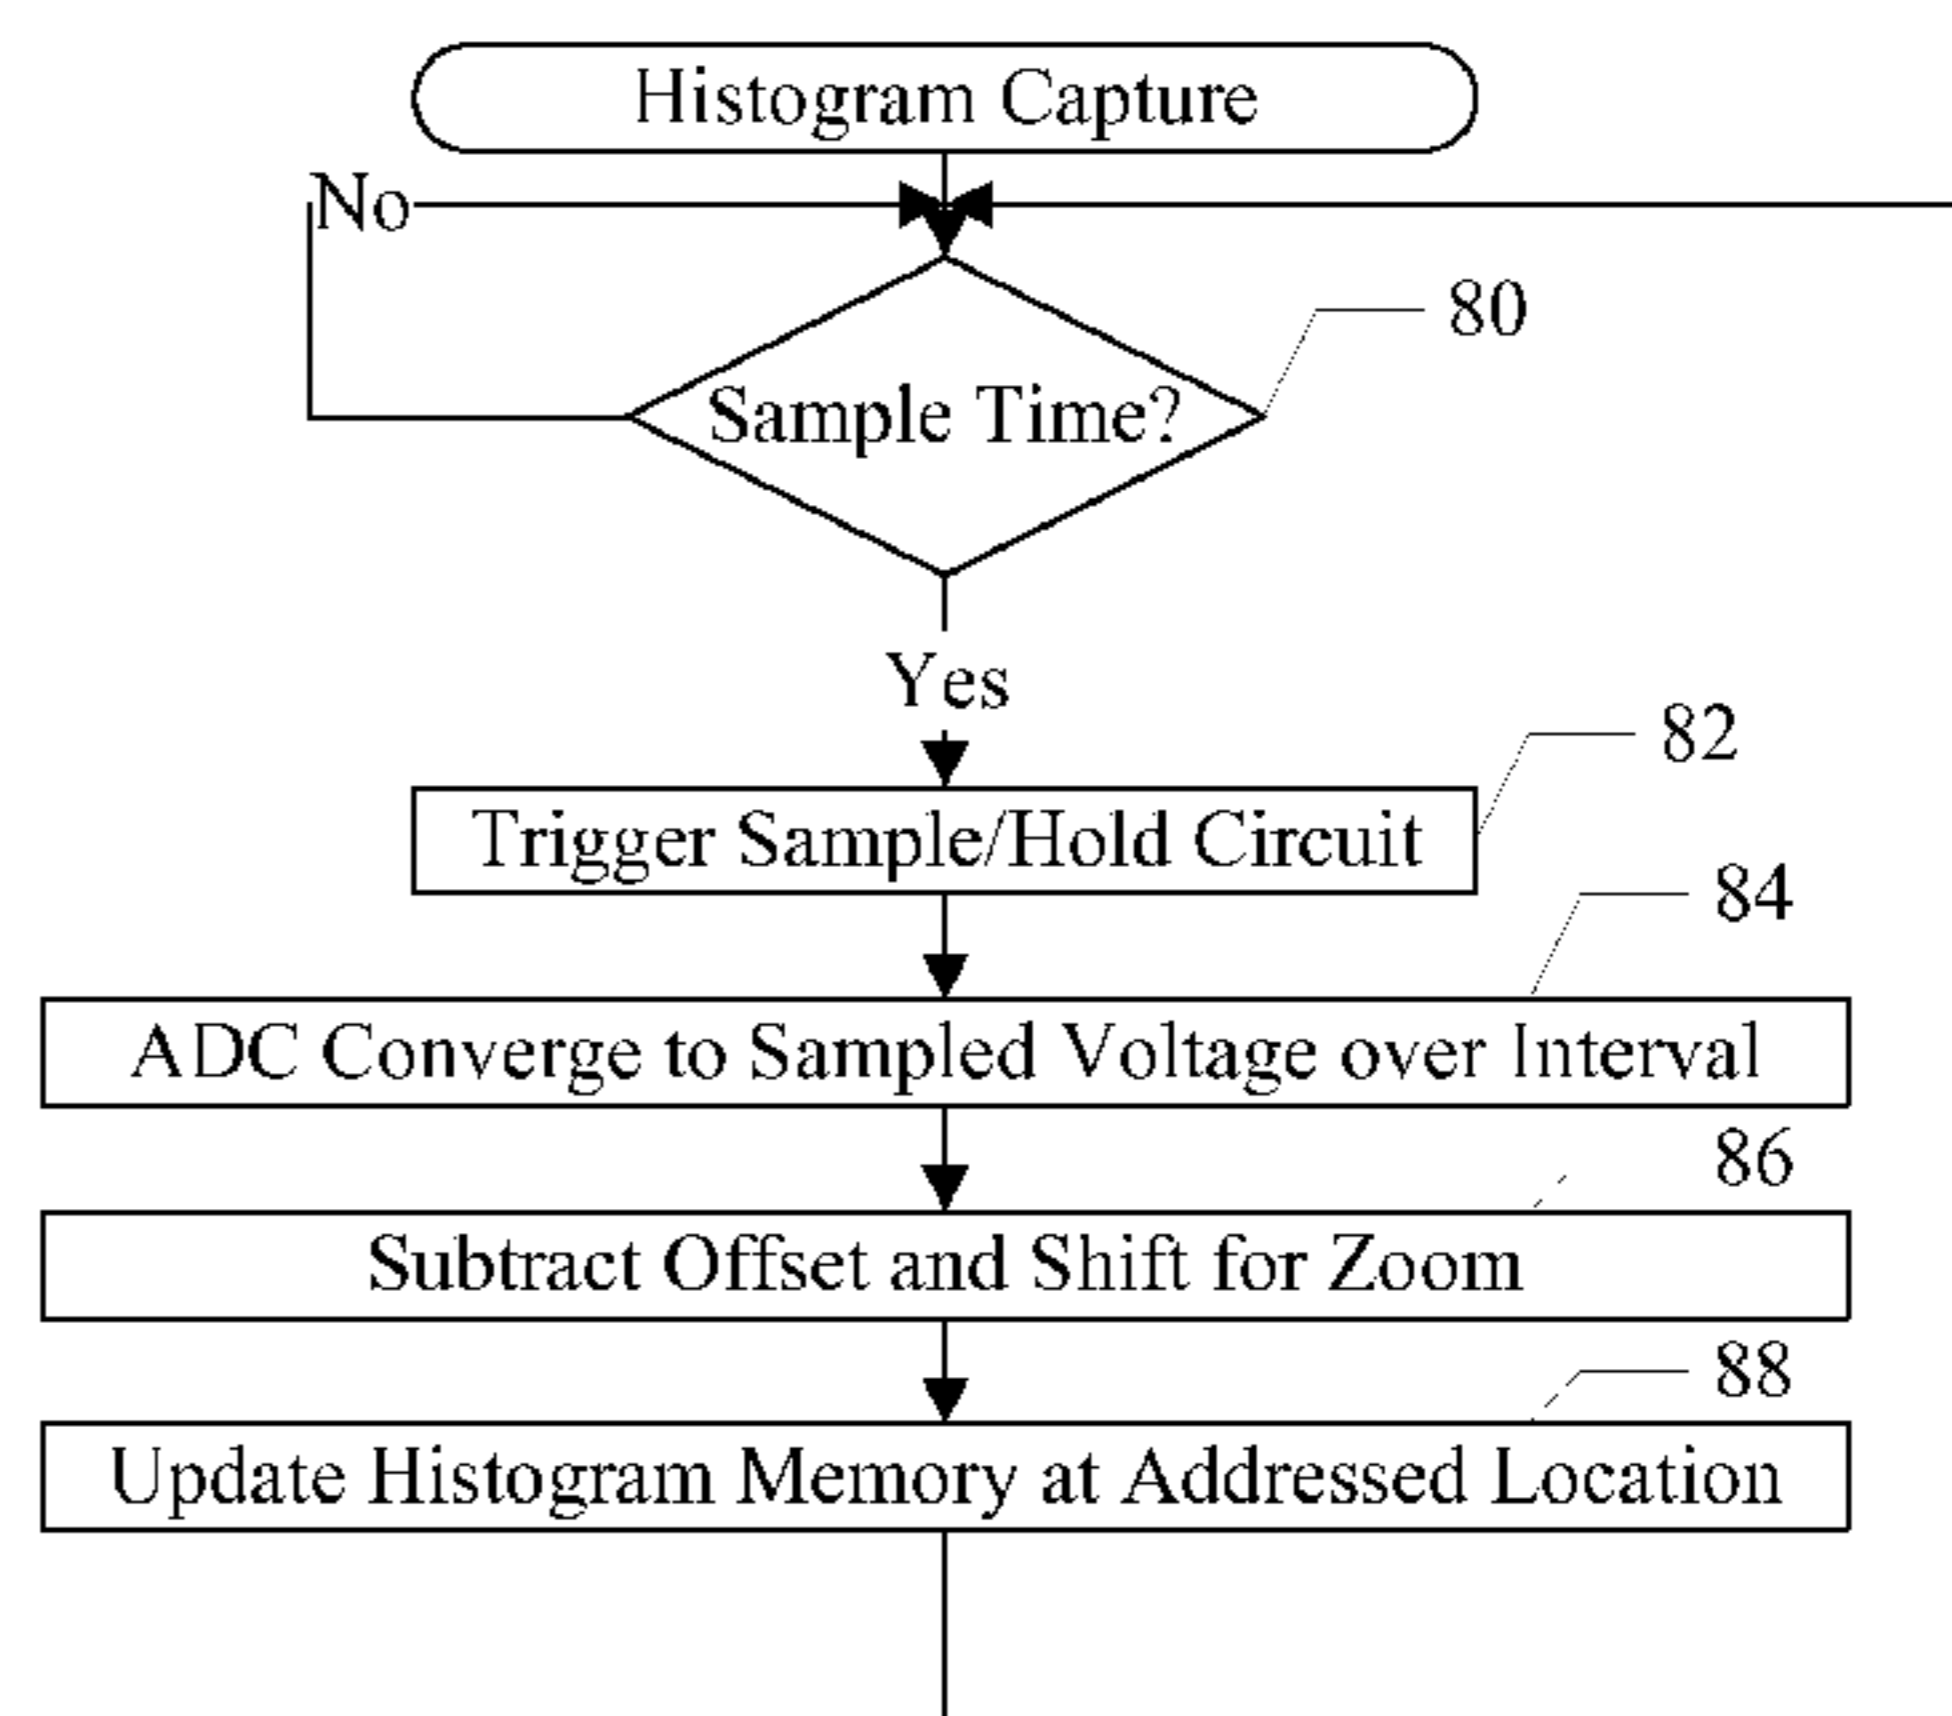 Histogram Capture
No
80
Sample Time?
Yes
82
Trigger Sample/Hold Circuit
84
ADC Converge to Sampled Voltage over Interval
86
Subtract Offset and Shift for Zoom
88
Update Histogram Memory at Addressed Location